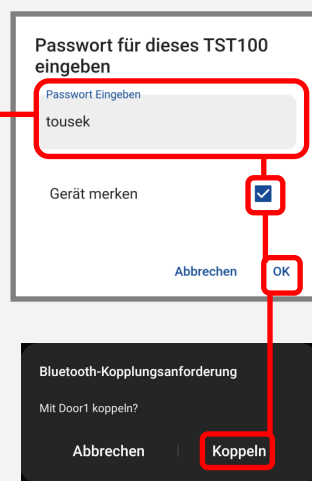 Passwort für dieses TST100
eingeben
Passwort Eingeben
tousek
Gerät merken
Abbrechen OK
Bluetooth-Kopplungsanforderung
Mit Door1 koppeln?
Abbrechen Koppeln